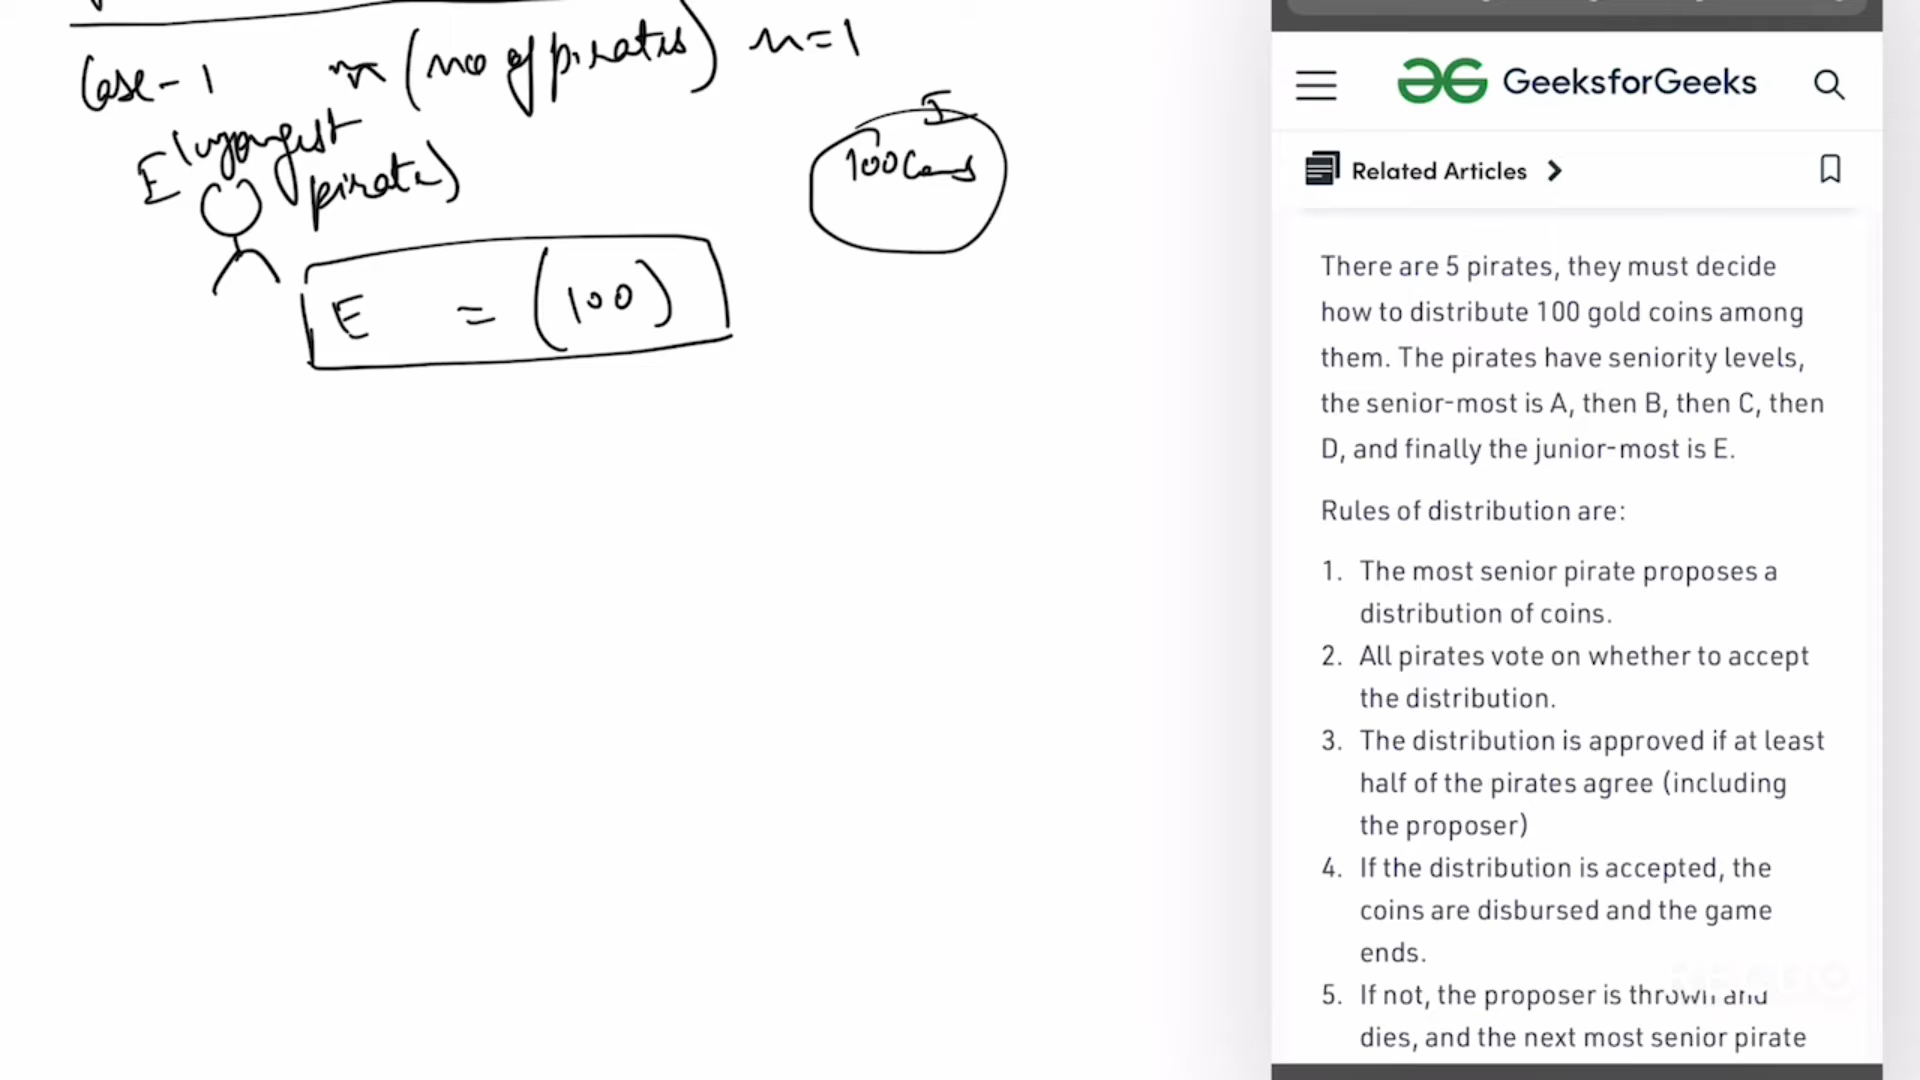 Case-1 n (no of pirates) n=1
E (youngest
pirate)
100 Coins
E = (100)
GeeksforGeeks
Related Articles
There are 5 pirates, they must decide
how to distribute 100 gold coins among
them. The pirates have seniority levels,
the senior-most is A, then B, then C, then
D, and finally the junior-most is E.
Rules of distribution are:
1. The most senior pirate proposes a
distribution of coins.
2. All pirates vote on whether to accept
the distribution.
3. The distribution is approved if at least
half of the pirates agree (including
the proposer)
4. If the distribution is accepted, the
coins are disbursed and the game
ends.
5. If not, the proposer is thrown and
dies, and the next most senior pirate